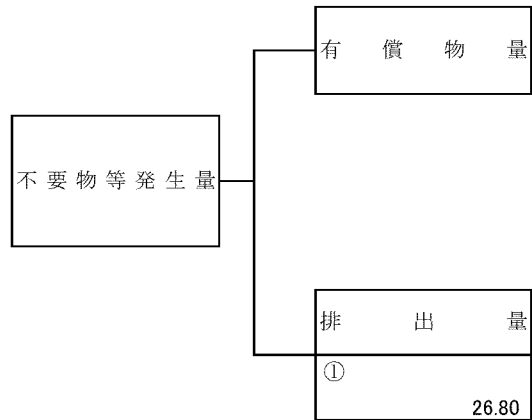 有償物量
不要物等発生量
排出量
①
26.80